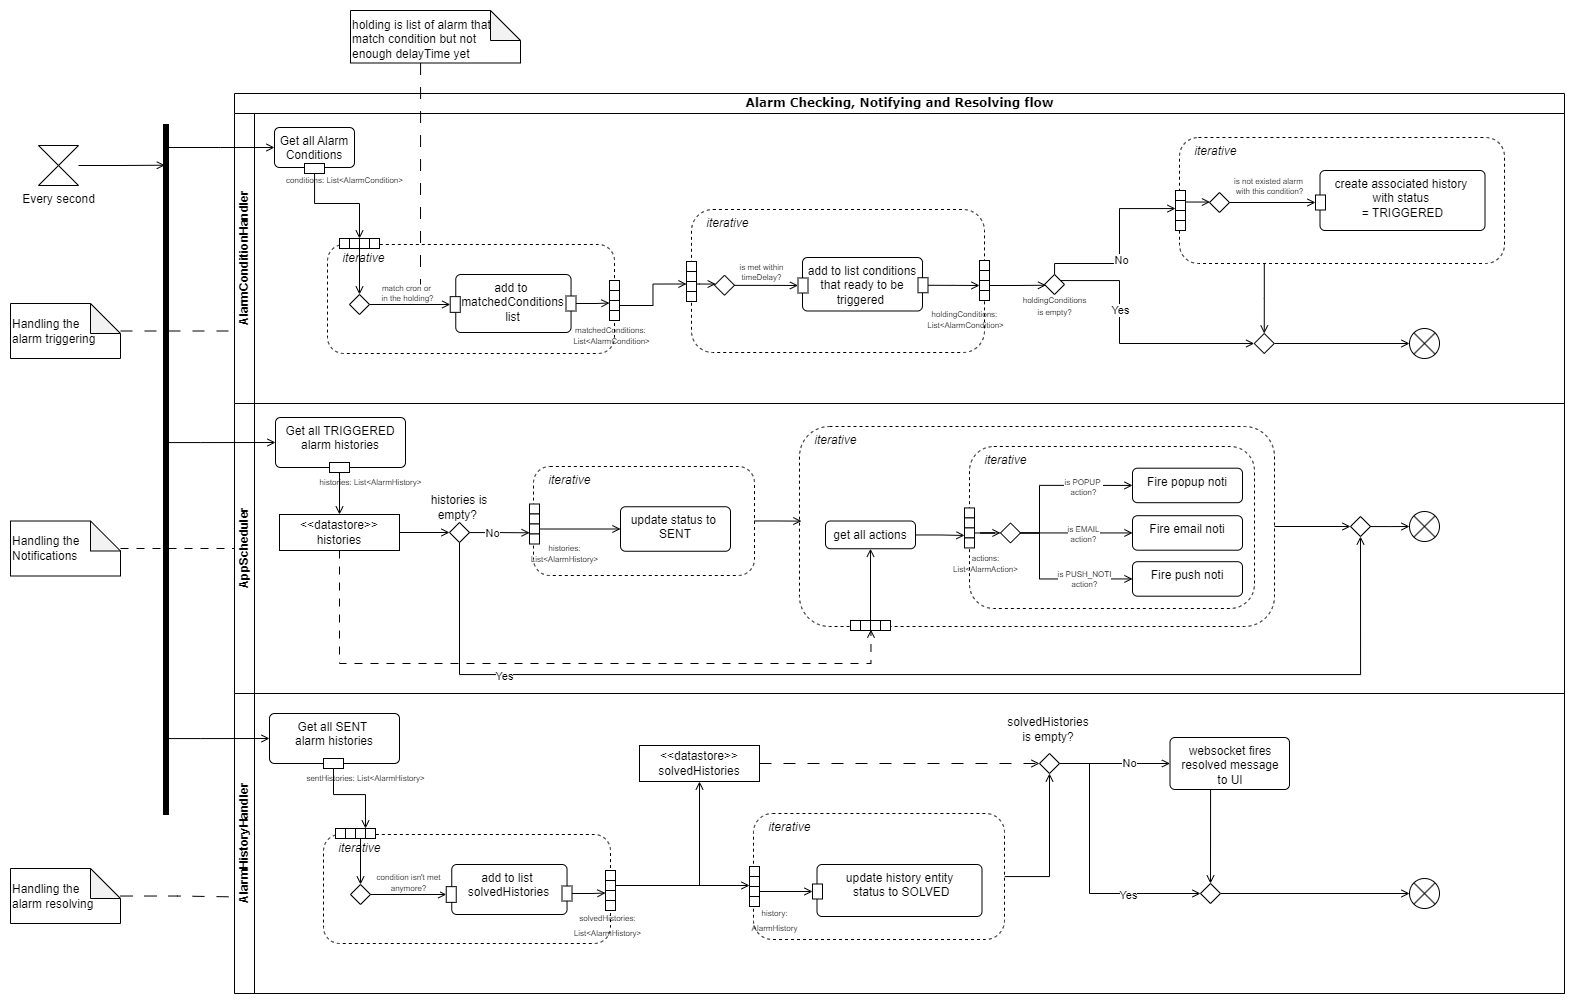 holding is list of alarm that
match condition but not
enough delayTime yet
Alarm Checking, Notifying and Resolving flow
Every second
AlarmConditionHandler
Handling the
alarm triggering
Get all Alarm
Conditions
conditions: List<AlarmCondition>
iterative
match cron or
in the holding?
add to
matchedConditions
list
matchedConditions:
List<AlarmCondition>
iterative
is met within
timeDelay?
add to list conditions
that ready to be
triggered
holdingConditions:
List<AlarmCondition>
holdingConditions
is empty?
No
Yes
iterative
is not existed alarm
with this condition?
create associated history
with status
= TRIGGERED
AppScheduler
Handling the
Notifications
Get all TRIGGERED
alarm histories
histories: List<AlarmHistory>
<<datastore>>
histories
histories is
empty?
No
Yes
iterative
histories:
List<AlarmHistory>
update status to
SENT
iterative
get all actions
iterative
actions:
List<AlarmAction>
is POPUP
action?
Fire popup noti
is EMAIL
action?
Fire email noti
is PUSH_NOTI
action?
Fire push noti
AlarmHistoryHandler
Handling the
alarm resolving
Get all SENT
alarm histories
sentHistories: List<AlarmHistory>
iterative
condition isn't met
anymore?
add to list
solvedHistories
solvedHistories:
List<AlarmHistory>
<<datastore>>
solvedHistories
iterative
history:
AlarmHistory
update history entity
status to SOLVED
solvedHistories
is empty?
No
Yes
websocket fires
resolved message
to UI